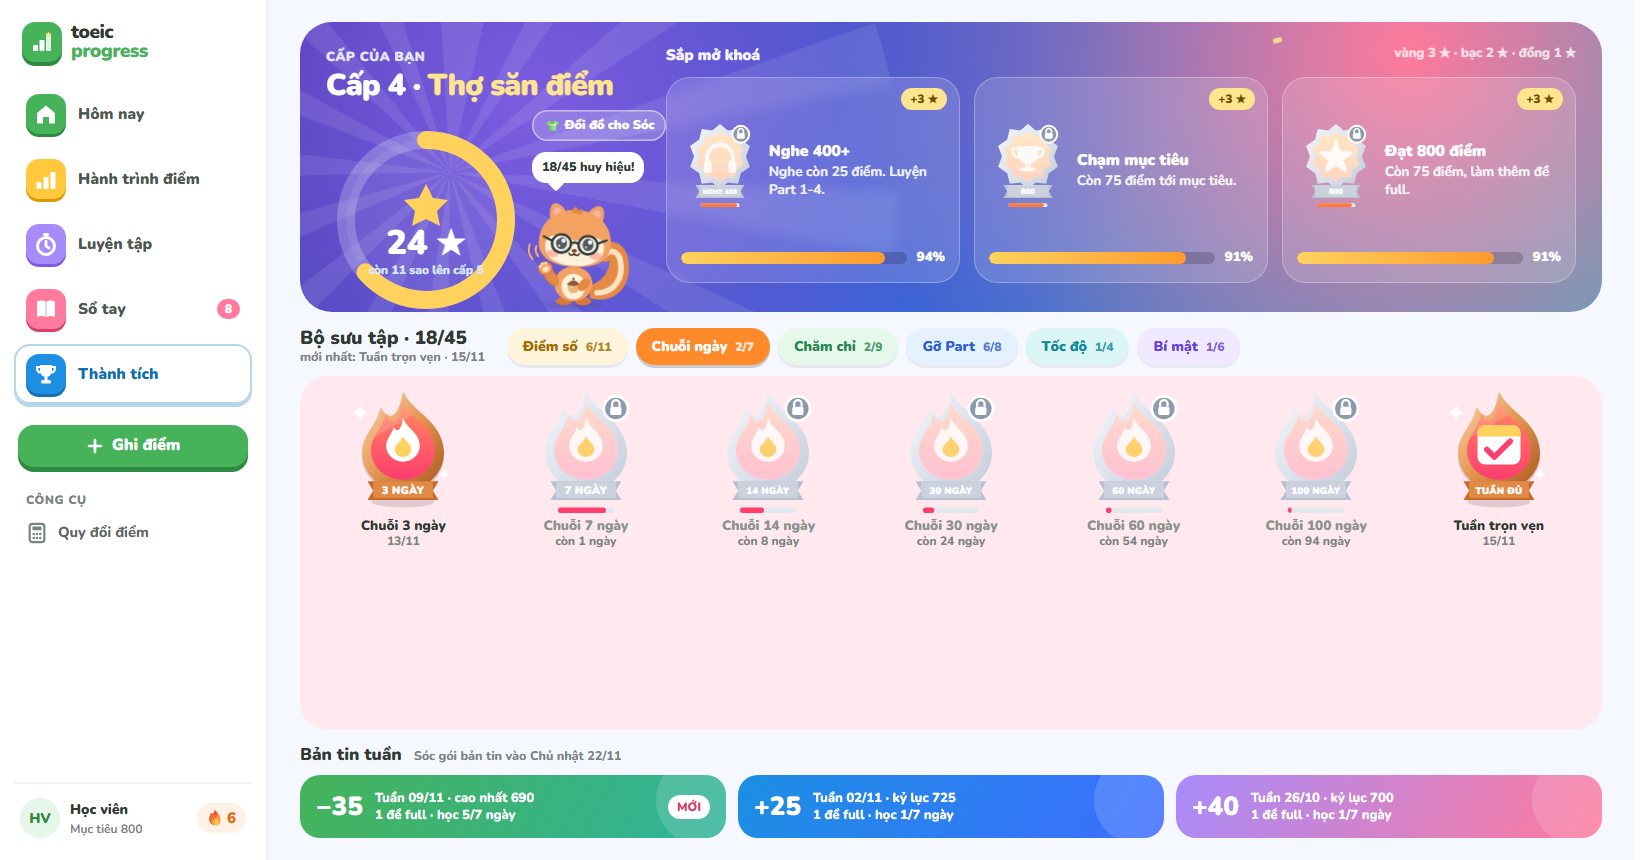 toeic
progress
Hôm nay
Hành trình điểm
Luyện tập
Sổ tay
8
Thành tích
+ Ghi điểm
CÔNG CỤ
Quy đổi điểm
HV
Học viên
Mục tiêu 800
6
CẤP CỦA BẠN
Cấp 4 · Thợ săn điểm
Đổi đồ cho Sóc
18/45 huy hiệu!
24 ★
còn 11 sao lên cấp 5
Sắp mở khoá
vàng 3 ★ · bạc 2 ★ · đồng 1 ★
+3 ★
NGHE 400
Nghe 400+
Nghe còn 25 điểm. Luyện
Part 1-4.
94%
+3 ★
800
Chạm mục tiêu
Còn 75 điểm tới mục tiêu.
91%
+3 ★
800
Đạt 800 điểm
Còn 75 điểm, làm thêm đề
full.
91%
Bộ sưu tập · 18/45
mới nhất: Tuần trọn vẹn · 15/11
Điểm số 6/11
Chuỗi ngày 2/7
Chăm chỉ 2/9
Gỡ Part 6/8
Tốc độ 1/4
Bí mật 1/6
3 NGÀY
Chuỗi 3 ngày
13/11
7 NGÀY
Chuỗi 7 ngày
còn 1 ngày
14 NGÀY
Chuỗi 14 ngày
còn 8 ngày
30 NGÀY
Chuỗi 30 ngày
còn 24 ngày
60 NGÀY
Chuỗi 60 ngày
còn 54 ngày
100 NGÀY
Chuỗi 100 ngày
còn 94 ngày
TUẦN ĐỦ
Tuần trọn vẹn
15/11
Bản tin tuần
Sóc gói bản tin vào Chủ nhật 22/11
−35
Tuần 09/11 · cao nhất 690
1 đề full · học 5/7 ngày
MỚI
+25
Tuần 02/11 · kỷ lục 725
1 đề full · học 1/7 ngày
+40
Tuần 26/10 · kỷ lục 700
1 đề full · học 1/7 ngày